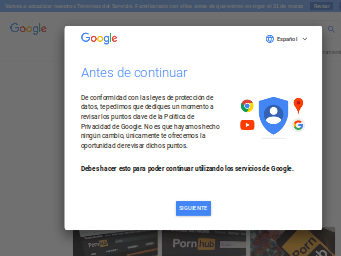 Google
Español
Antes de continuar
De conformidad con las leyes de protección de
datos, te pedimos que dediques un momento a
revisar los puntos clave de la Política de
Privacidad de Google. No es que hayamos hecho
ningún cambio, únicamente te ofrecemos la
oportunidad de revisar dichos puntos.
Debes hacer esto para poder continuar utilizando los servicios de Google.
SIGUIENTE
Google
Revisar
Porn hub
Porn